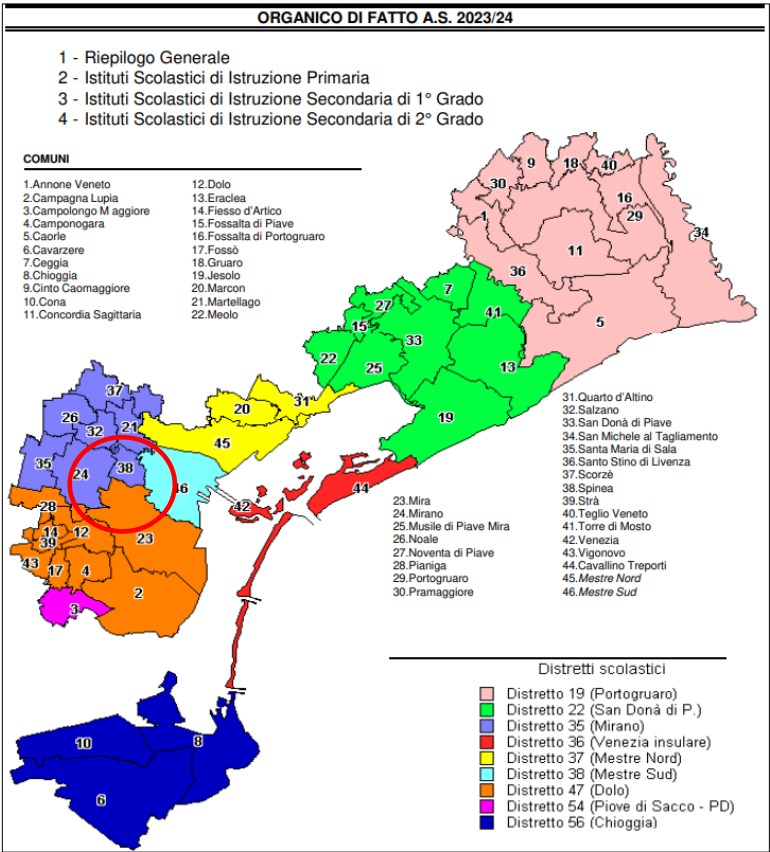 ORGANICO DI FATTO A.S. 2023/24
1 - Riepilogo Generale
2 - Istituti Scolastici di Istruzione Primaria
3 - Istituti Scolastici di Istruzione Secondaria di 1° Grado
4 - Istituti Scolastici di Istruzione Secondaria di 2° Grado
COMUNI
1.Annone Veneto
2.Campagna Lupia
3.Campolongo M aggiore
4.Camponogara
5.Caorle
6.Cavarzere
7.Ceggia
8.Chioggia
9.Cinto Caomaggiore
10.Cona
11.Concordia Sagittaria
12.Dolo
13.Eraclea
14.Fiesso d'Artico
15.Fossalta di Piave
16.Fossalta di Portogruaro
17.Fossò
18.Gruaro
19.Jesolo
20.Marcon
21.Martellago
22.Meolo
9
18
40
30
16
1
29
34
11
36
5
7
27
41
15
33
22
25
13
19
37
20
31
26
32
21
45
35
24
38
46
44
42
28
14
12
39
23
43
17
4
2
3
10
8
6
23.Mira
24.Mirano
25.Musile di Piave Mira
26.Noale
27.Noventa di Piave
28.Pianiga
29.Portogruaro
30.Pramaggiore
31.Quarto d'Altino
32.Salzano
33.San Donà di Piave
34.San Michele al Tagliamento
35.Santa Maria di Sala
36.Santo Stino di Livenza
37.Scorzè
38.Spinea
39.Strà
40.Teglio Veneto
41.Torre di Mosto
42.Venezia
43.Vigonovo
44.Cavallino Treporti
45.Mestre Nord
46.Mestre Sud
Distretti scolastici
Distretto 19 (Portogruaro)
Distretto 22 (San Donà di P.)
Distretto 35 (Mirano)
Distretto 36 (Venezia insulare)
Distretto 37 (Mestre Nord)
Distretto 38 (Mestre Sud)
Distretto 47 (Dolo)
Distretto 54 (Piove di Sacco - PD)
Distretto 56 (Chioggia)